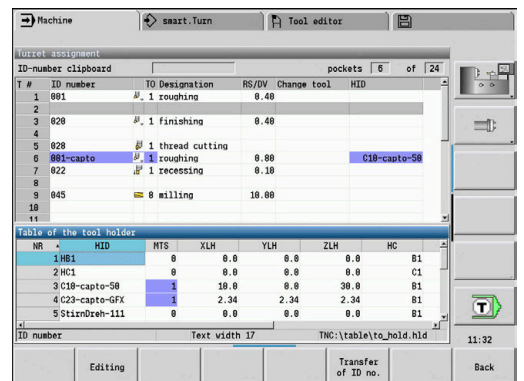 Machine smart.Turn Tool editor
Turret assignment
ID-number clipboard pockets 6 of 24
T # ID number TO Designation RS/DV Change tool HID
1 001 1 roughing 0.40
2
3 020 1 finishing 0.40
4
5 028 1 thread cutting
6 001-capto 1 roughing 0.80 C10-capto-50
7 022 1 recessing 0.10
8
9 045 8 milling 10.00
10
11
Table of the tool holder
NR HID MTS XLH YLH ZLH HC
1 HB1 0 0.0 0.0 0.0 B1
2 HC1 0 0.0 0.0 0.0 C1
3 C10-capto-50 1 10.0 0.0 30.0 B1
4 C23-capto-GFX 1 2.34 2.34 2.34 B1
5 StirnDreh-111 0 0.0 0.0 0.0 B1
ID number Text width 17 TNC:\table\to_hold.hld
T
11:32
Editing
Transfer
of ID no.
Back